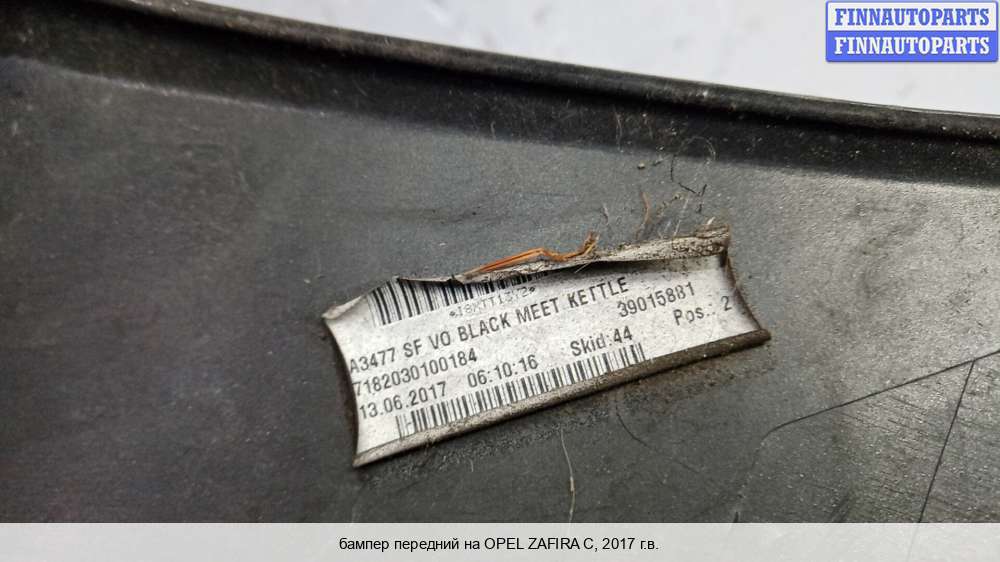 FINNAUTOPARTS
FINNAUTOPARTS
A3477 SF VO BLACK MEET KETTLE
7182030100184 39015881
13.06.2017 06:10:16 Skid:44 Pos.: 2
бампер передний на OPEL ZAFIRA C, 2017 г.в.